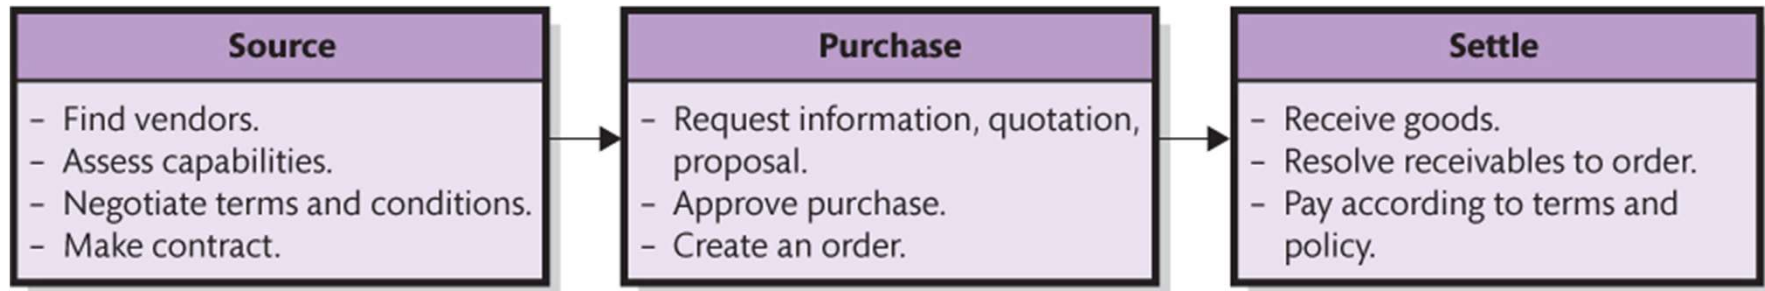 Source
– Find vendors.
– Assess capabilities.
– Negotiate terms and conditions.
– Make contract.
Purchase
– Request information, quotation,
proposal.
– Approve purchase.
– Create an order.
Settle
– Receive goods.
– Resolve receivables to order.
– Pay according to terms and
policy.